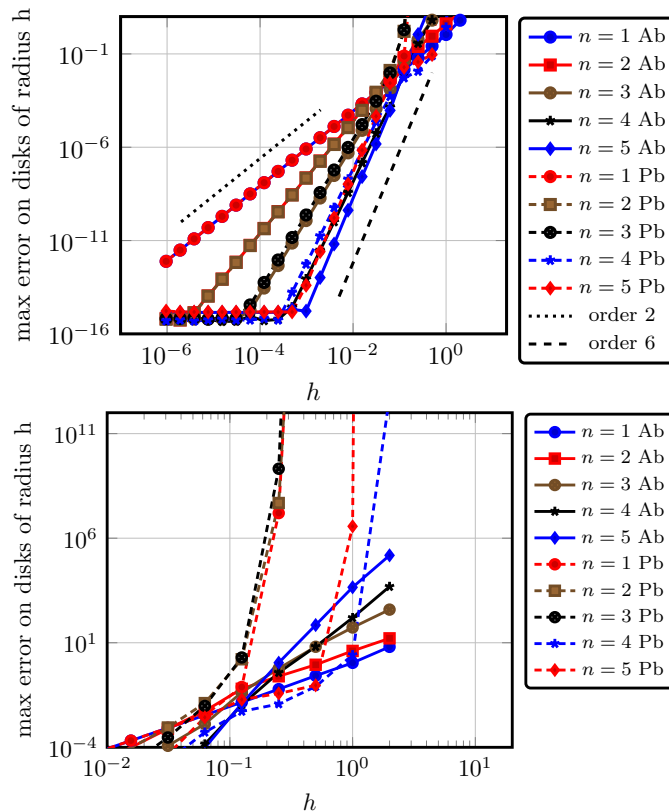 max error on disks of radius h
10^−1
10^−6
10^−11
10^−16
10^−6
10^−4
10^−2
10^0
h
n = 1 Ab
n = 2 Ab
n = 3 Ab
n = 4 Ab
n = 5 Ab
n = 1 Pb
n = 2 Pb
n = 3 Pb
n = 4 Pb
n = 5 Pb
order 2
order 6
max error on disks of radius h
10^11
10^6
10^1
10^−4
10^−2
10^−1
10^0
10^1
h
n = 1 Ab
n = 2 Ab
n = 3 Ab
n = 4 Ab
n = 5 Ab
n = 1 Pb
n = 2 Pb
n = 3 Pb
n = 4 Pb
n = 5 Pb